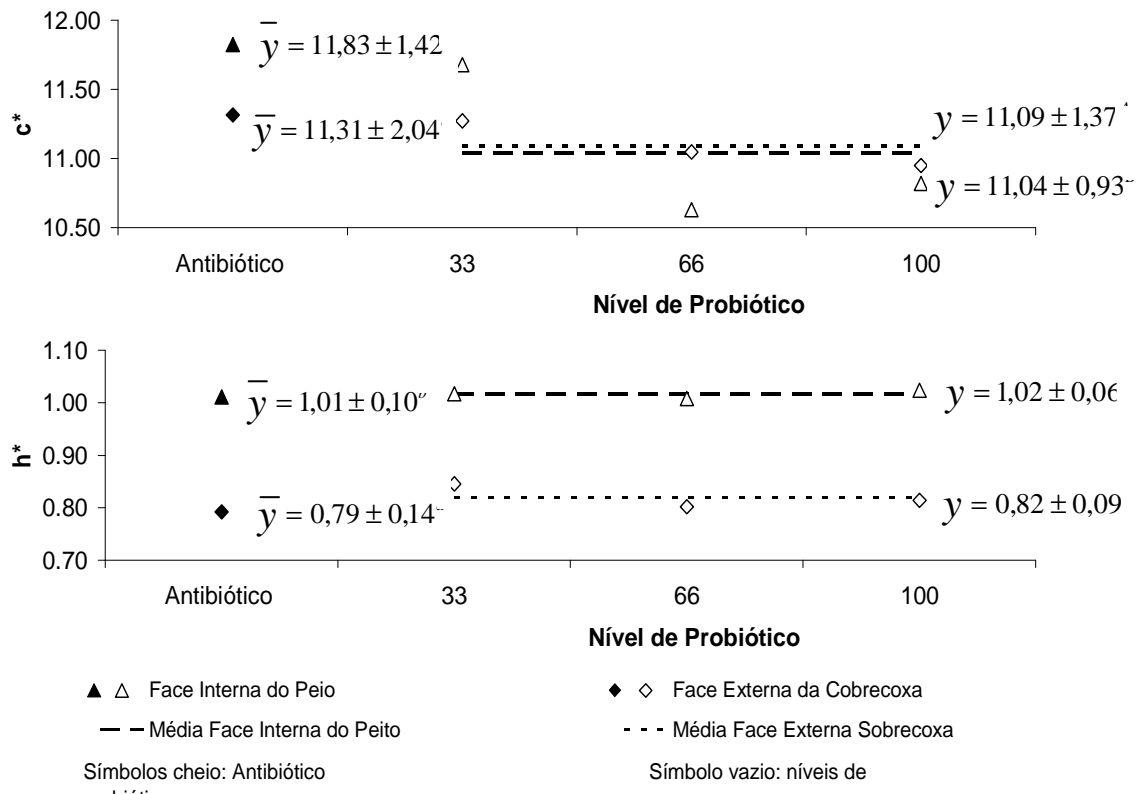 12.00
11.50
11.00
10.50
c*
ȳ = 11,83 ± 1,42
ȳ = 11,31 ± 2,04
y = 11,09 ± 1,37
y = 11,04 ± 0,93
Antibiótico 33 66 100
Nível de Probiótico
1.10
1.00
0.90
0.80
0.70
h*
ȳ = 1,01 ± 0,10
ȳ = 0,79 ± 0,14
y = 1,02 ± 0,06
y = 0,82 ± 0,09
Antibiótico 33 66 100
Nível de Probiótico
▲ △ Face Interna do Peio
◆ ◇ Face Externa da Cobrecoxa
Média Face Interna do Peito
Média Face Externa Sobrecoxa
Símbolos cheio: Antibiótico
Símbolo vazio: níveis de